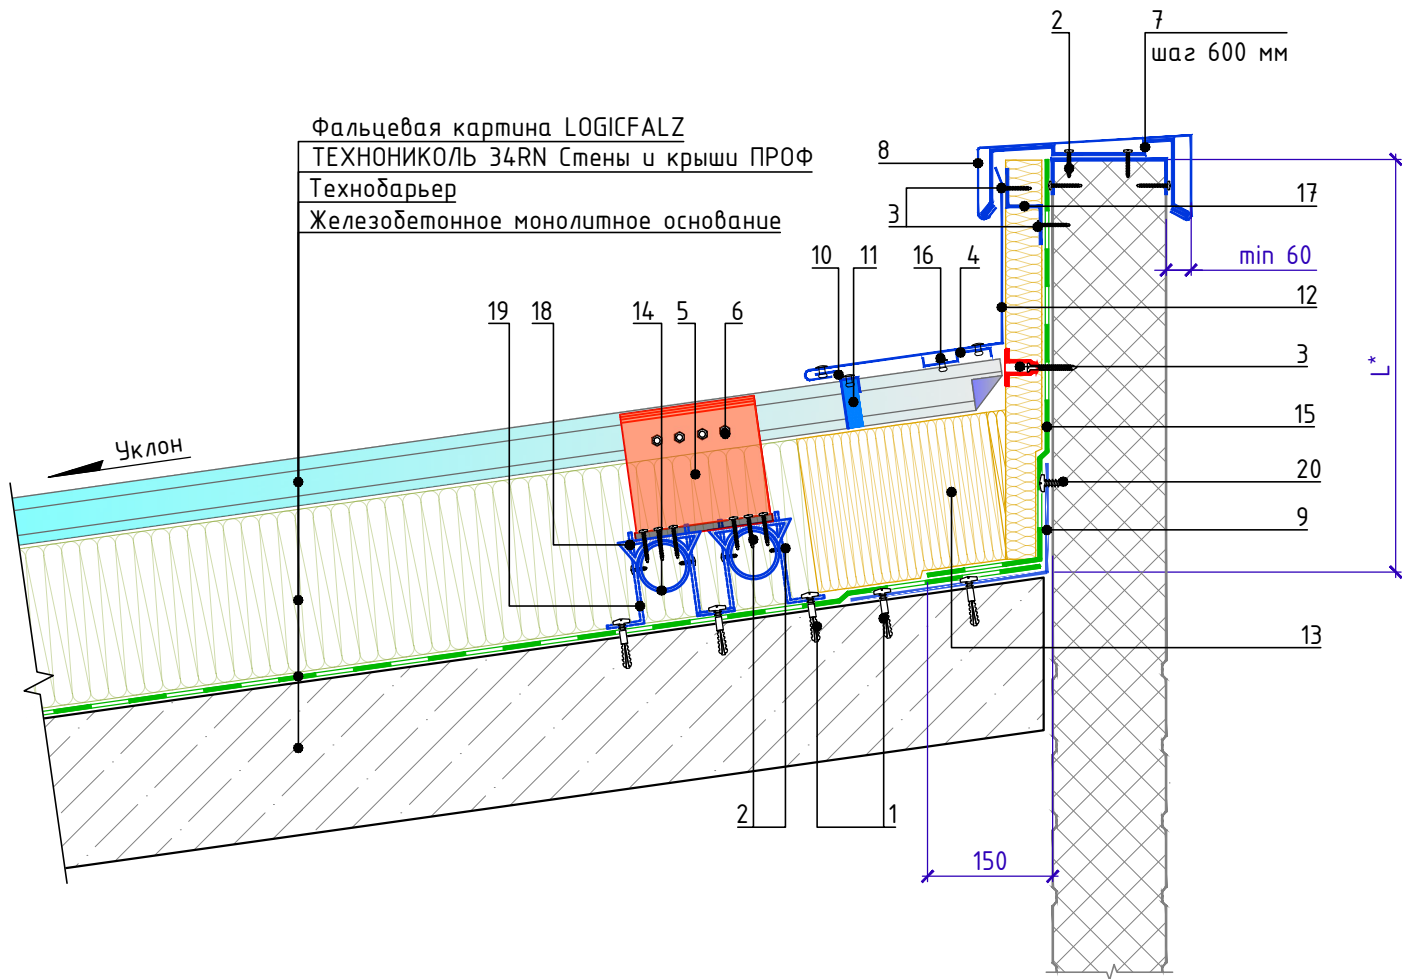 2
7
шаг 600 мм
Фальцевая картина LOGICFALZ
ТЕХНОНИКОЛЬ 34RN Стены и крыши ПРОФ
Технобарьер
Железобетонное монолитное основание
8
3
17
min 60
10
11
16
4
12
19
18
14
5
6
3
L*
15
Уклон
20
9
13
2
1
150